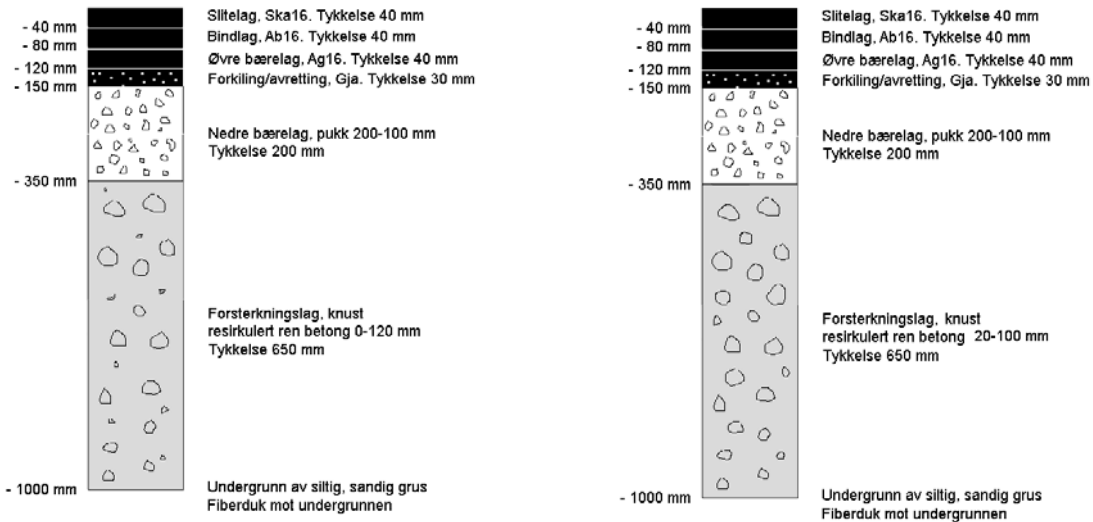 Slitelag, Ska16. Tykkelse 40 mm
- 40 mm
Bindlag, Ab16. Tykkelse 40 mm
- 80 mm
Øvre bærelag, Ag16. Tykkelse 40 mm
- 120 mm
Forkiling/avretting, Gja. Tykkelse 30 mm
- 150 mm
Nedre bærelag, pukk 200-100 mm
Tykkelse 200 mm
- 350 mm
Forsterkningslag, knust
resirkulert ren betong 0-120 mm
Tykkelse 650 mm
- 1000 mm
Undergrunn av siltig, sandig grus
Fiberduk mot undergrunnen
Slitelag, Ska16. Tykkelse 40 mm
- 40 mm
Bindlag, Ab16. Tykkelse 40 mm
- 80 mm
Øvre bærelag, Ag16. Tykkelse 40 mm
- 120 mm
Forkiling/avretting, Gja. Tykkelse 30 mm
- 150 mm
Nedre bærelag, pukk 200-100 mm
Tykkelse 200 mm
- 350 mm
Forsterkningslag, knust
resirkulert ren betong 20-100 mm
Tykkelse 650 mm
- 1000 mm
Undergrunn av siltig, sandig grus
Fiberduk mot undergrunnen